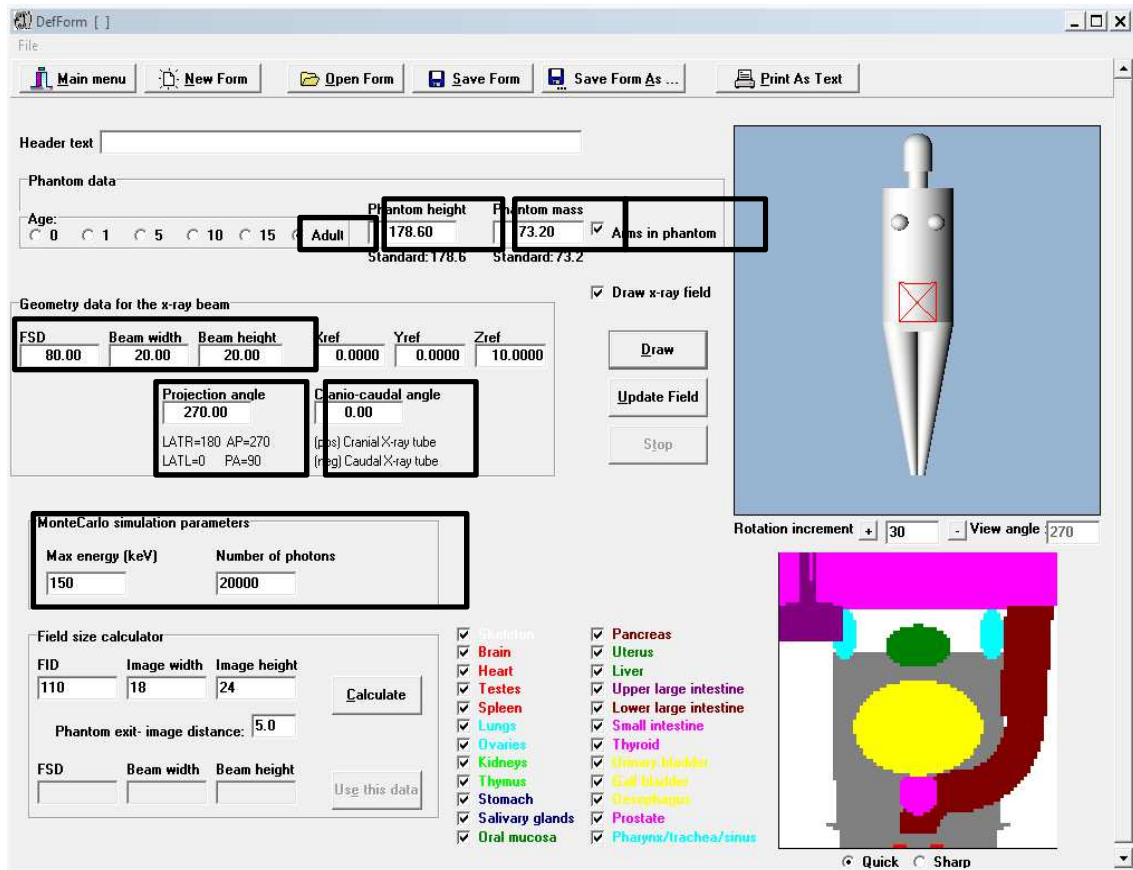 DefForm [ ]
File
Main menu New Form Open Form Save Form Save Form As ... Print As Text
Header text
Phantom data
Age: Phantom height Phantom mass
0 1 5 10 15 Adult 178.60 73.20 Arms in phantom
Standard: 178.6 Standard: 73.2
Draw x-ray field
Geometry data for the x-ray beam
FSD Beam width Beam height Xref Yref Zref
80.00 20.00 20.00 0.0000 0.0000 10.0000
Draw
Projection angle Cranio-caudal angle
270.00 0.00
Update Field
LATR=180 AP=270 (pos) Cranial X-ray tube
LATL=0 PA=90 (neg) Caudal X-ray tube
Stop
MonteCarlo simulation parameters
Max energy (keV) Number of photons
150 20000
Rotation increment + 30 - View angle : 270
Field size calculator
FID Image width Image height
110 18 24
Calculate
Phantom exit- image distance: 5.0
FSD Beam width Beam height
Use this data
Skeleton Pancreas
Brain Uterus
Heart Liver
Testes Upper large intestine
Spleen Lower large intestine
Lungs Small intestine
Ovaries Thyroid
Kidneys Urinary bladder
Thymus Gall bladder
Stomach Oesophagus
Salivary glands Prostate
Oral mucosa Pharynx/trachea/sinus
Quick Sharp